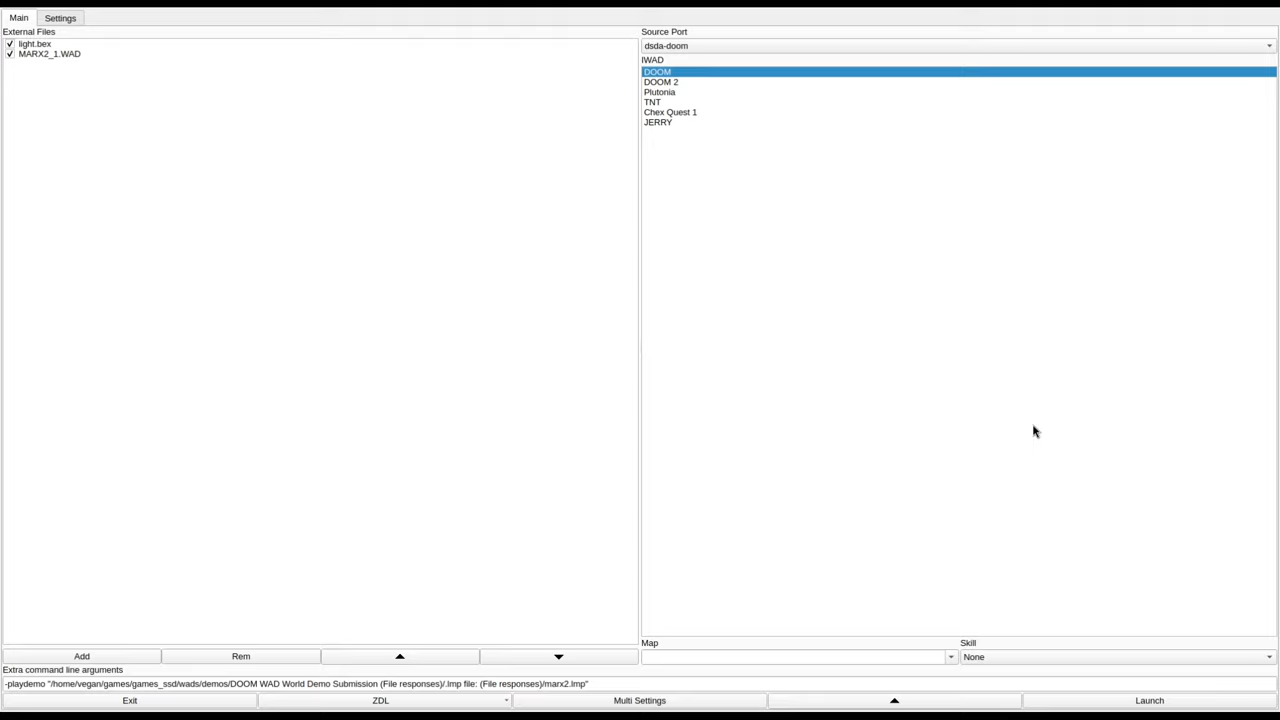 Main Settings
External Files
light.bex
MARX2_1.WAD
Source Port
dsda-doom
IWAD
DOOM
DOOM 2
Plutonia
TNT
Chex Quest 1
JERRY
Map Skill
None
Add Rem
Extra command line arguments
-playdemo "/home/vegan/games/games_ssd/wads/demos/DOOM WAD World Demo Submission (File responses)/.lmp file: (File responses)/marx2.lmp"
Exit ZDL Multi Settings Launch